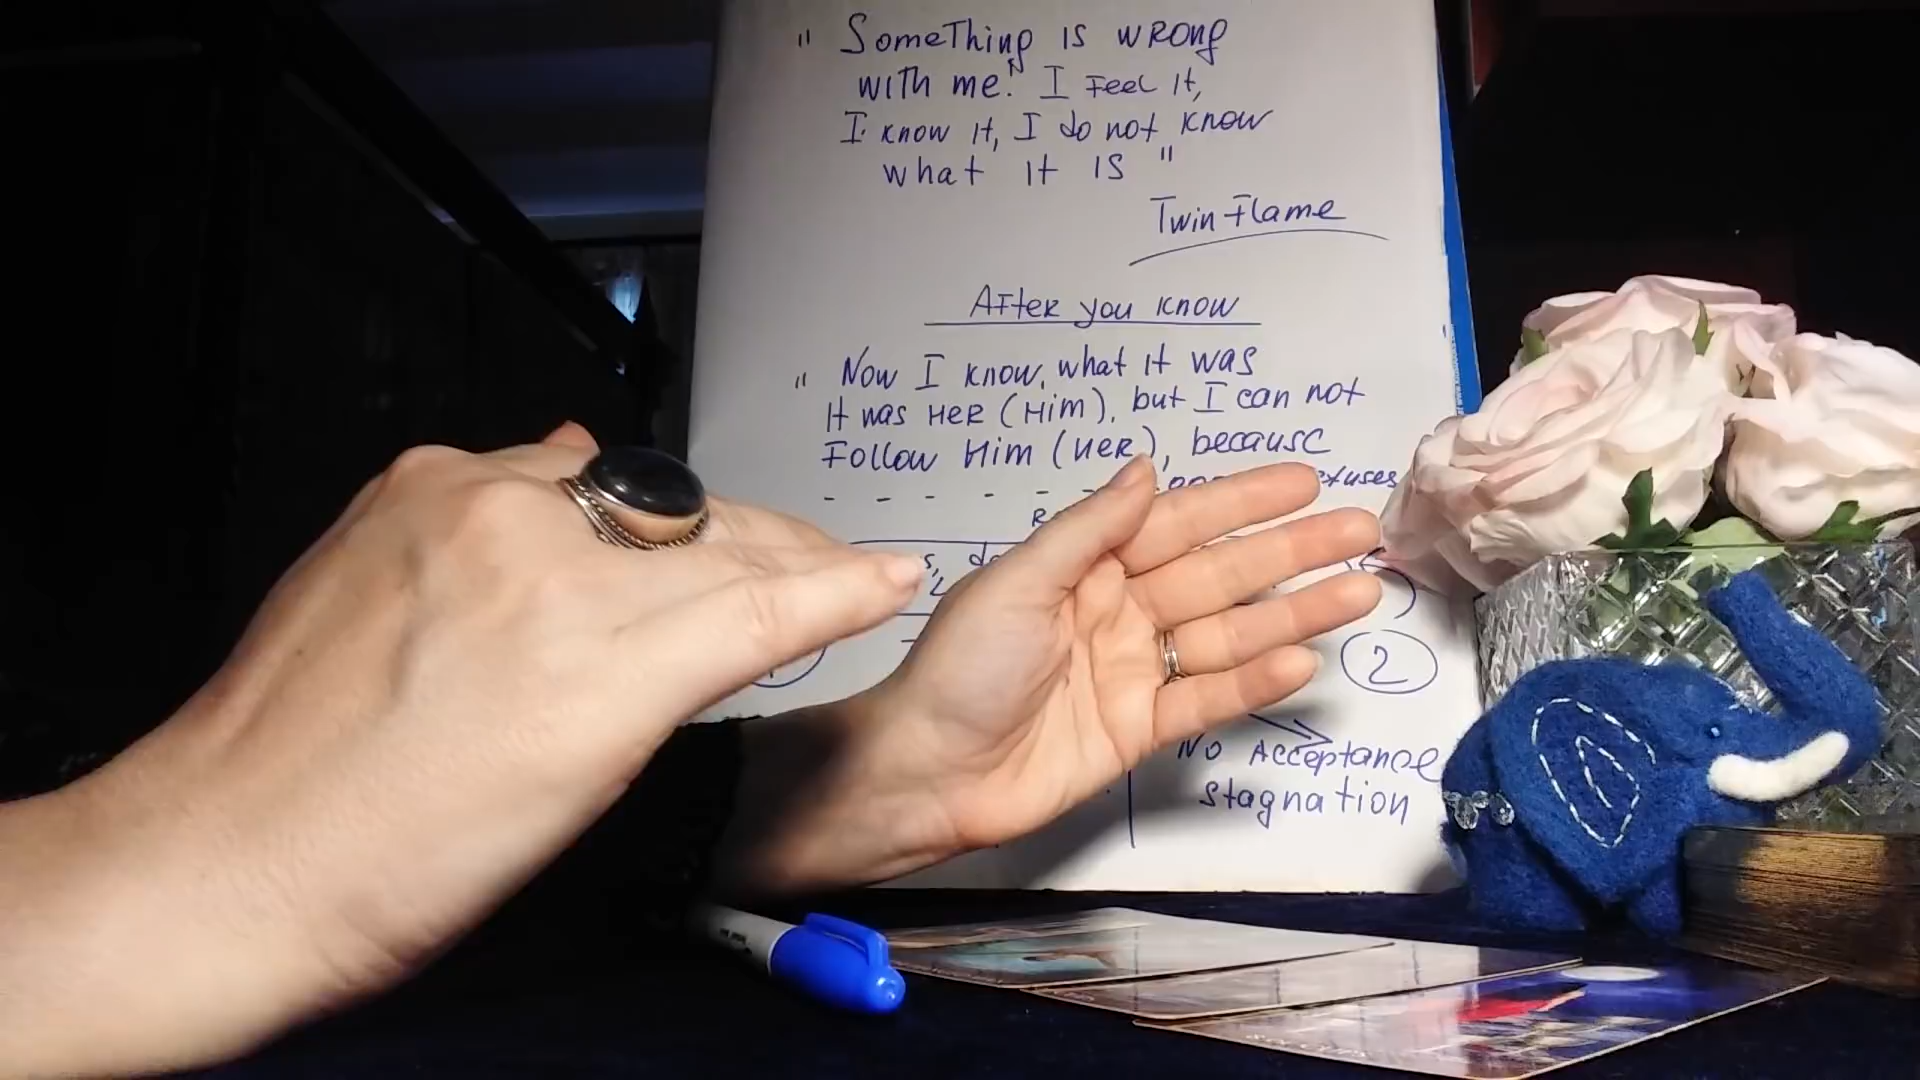 " Something is wrong
with me." I feel it,
I know it, I do not know
what it is "
Twin Flame
After you know
" Now I know, what it was
It was HER (Him), but I can not
Follow Him (HER), because
- - - - - -
2
No Acceptance
stagnation